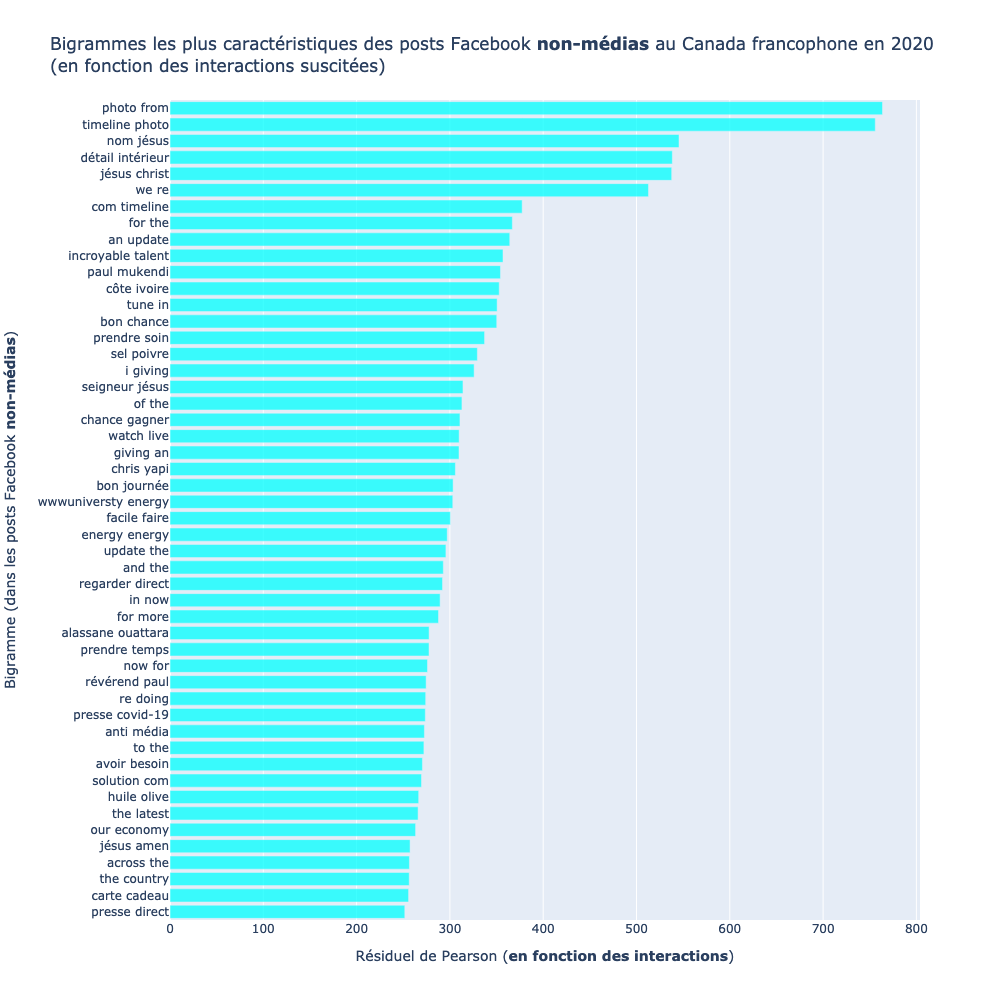 Bigrammes les plus caractéristiques des posts Facebook non-médias au Canada francophone en 2020
(en fonction des interactions suscitées)
photo from
timeline photo
nom jésus
détail intérieur
jésus christ
we re
com timeline
for the
an update
incroyable talent
paul mukendi
côte ivoire
tune in
bon chance
prendre soin
sel poivre
i giving
seigneur jésus
of the
chance gagner
watch live
giving an
chris yapi
bon journée
wwwuniversty energy
facile faire
energy energy
update the
and the
regarder direct
in now
for more
alassane ouattara
prendre temps
now for
révérend paul
re doing
presse covid-19
anti média
to the
avoir besoin
solution com
huile olive
the latest
our economy
jésus amen
across the
the country
carte cadeau
presse direct
Bigramme (dans les posts Facebook non-médias)
0 100 200 300 400 500 600 700 800
Résiduel de Pearson (en fonction des interactions)